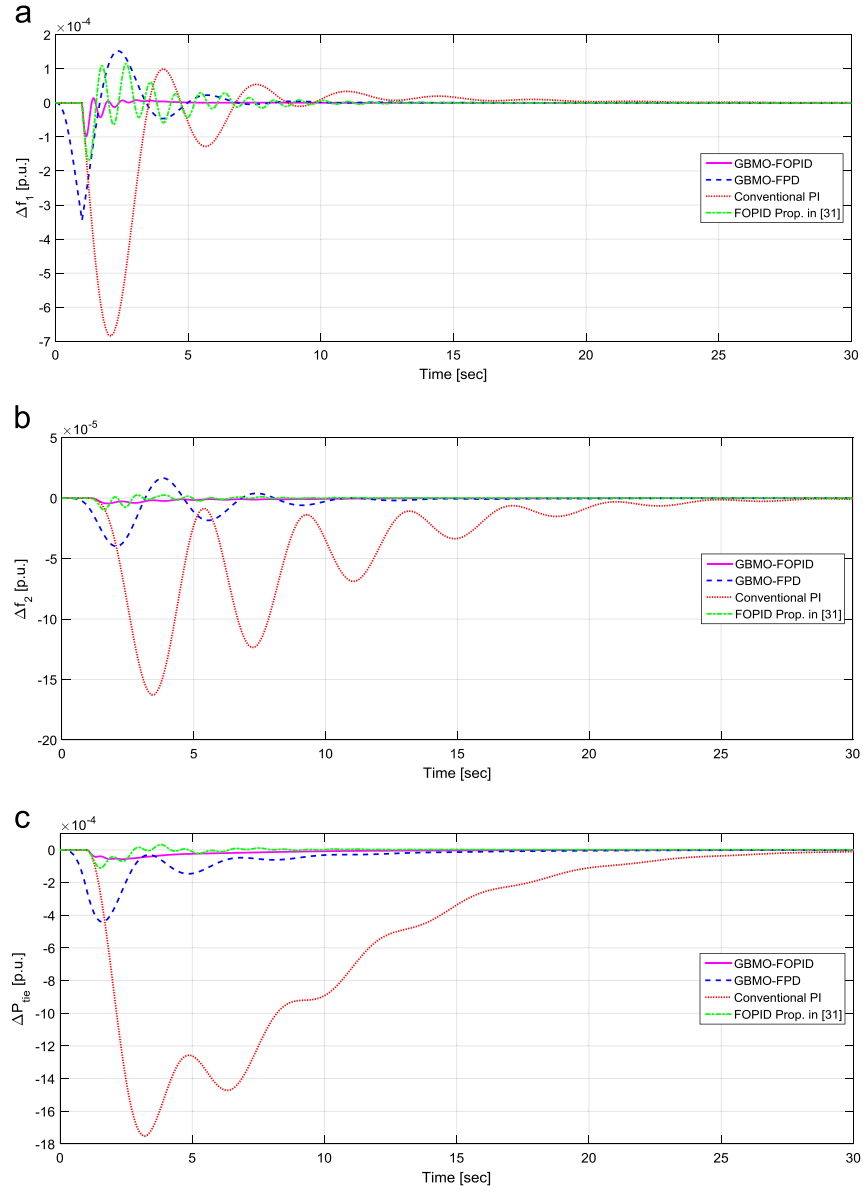 a
×10-4
2
1
0
-1
-2
-3
-4
-5
-6
-7
Δf1 [p.u.]
GBMO-FOPID
GBMO-FPD
Conventional PI
FOPID Prop. in [31]
0 5 10 15 20 25 30
Time [sec]
b
×10-5
5
0
-5
-10
-15
-20
Δf2 [p.u.]
GBMO-FOPID
GBMO-FPD
Conventional PI
FOPID Prop. in [31]
0 5 10 15 20 25 30
Time [sec]
c
×10-4
0
-2
-4
-6
-8
-10
-12
-14
-16
-18
ΔPtie [p.u.]
GBMO-FOPID
GBMO-FPD
Conventional PI
FOPID Prop. in [31]
0 5 10 15 20 25 30
Time [sec]